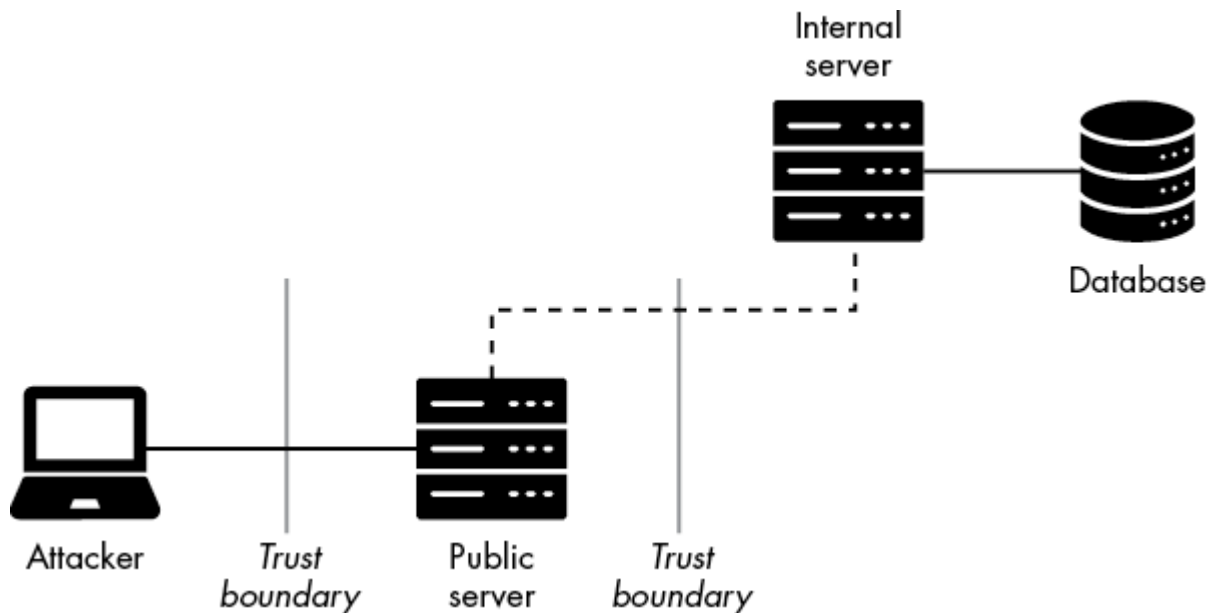 Internal
server
Database
Attacker
Trust
boundary
Public
server
Trust
boundary